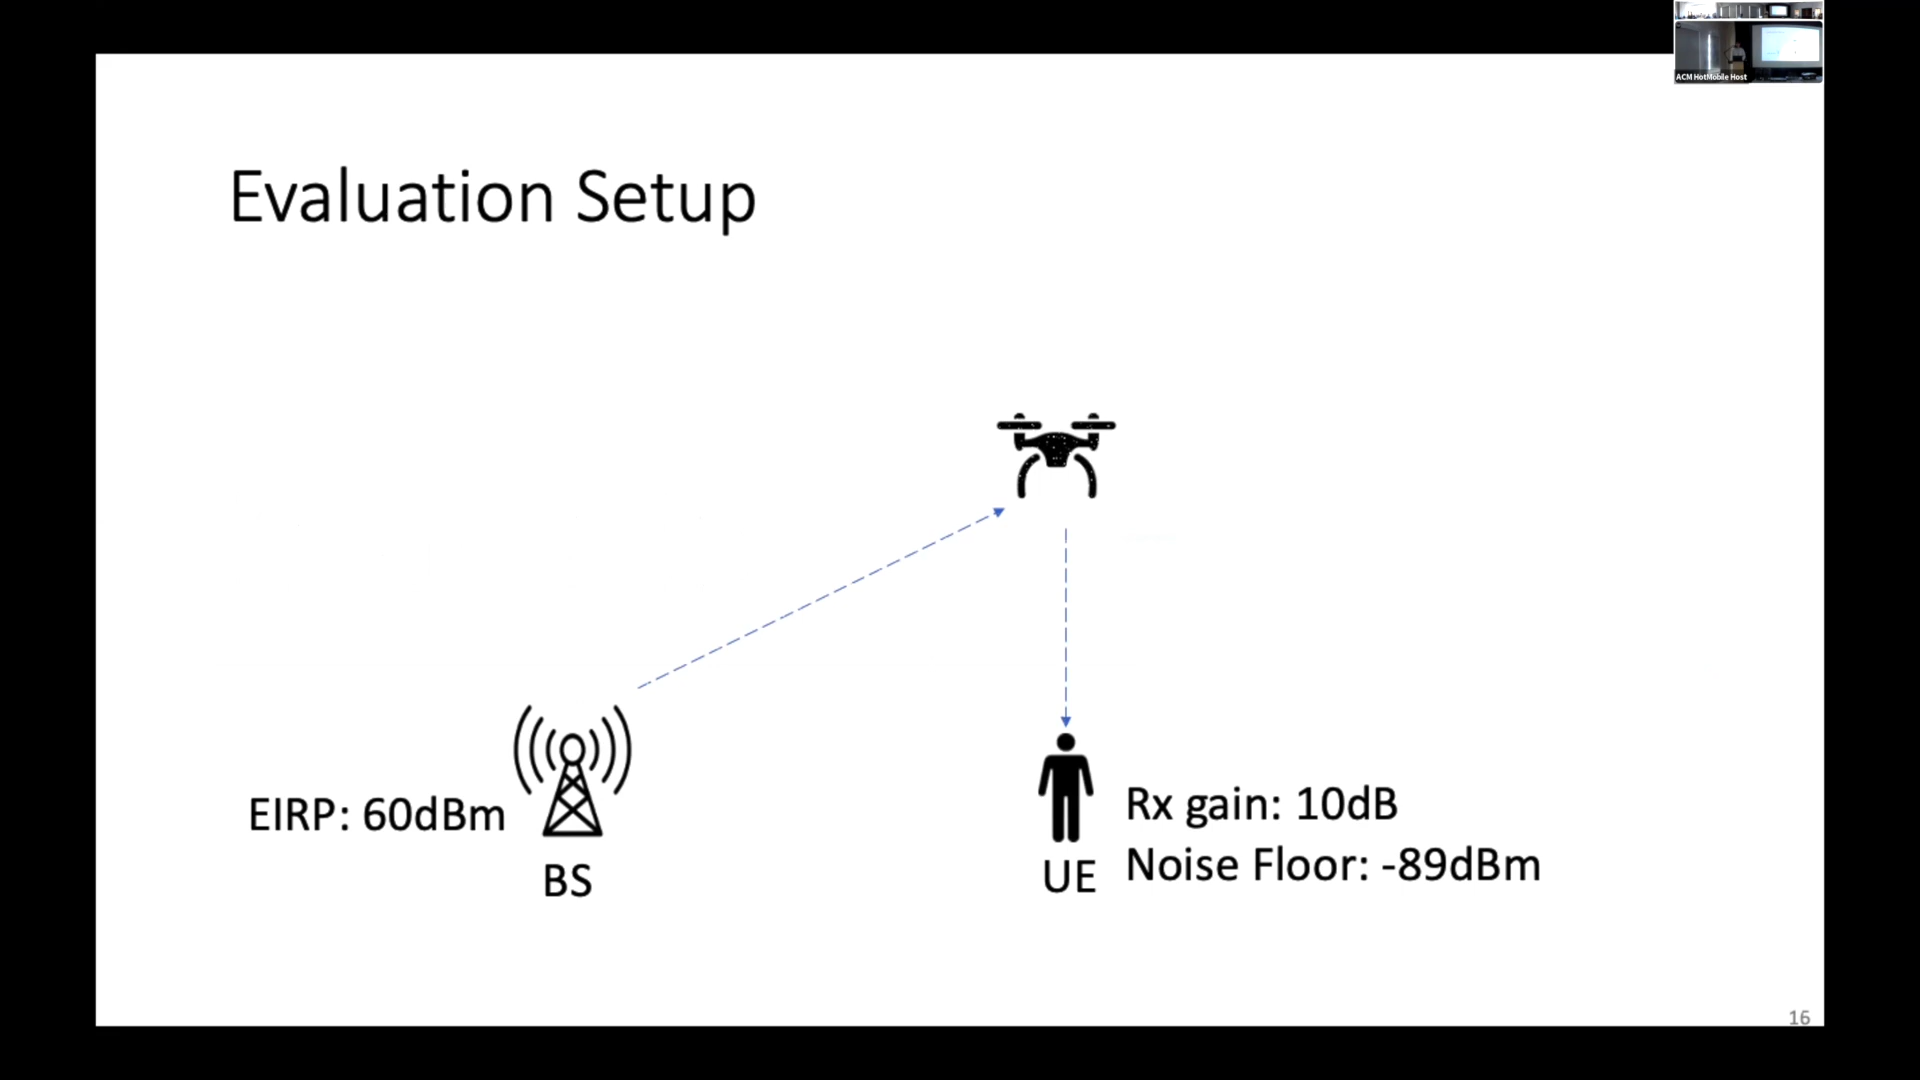 ACM HotMobile Host
Evaluation Setup
EIRP: 60dBm
BS
UE
Rx gain: 10dB
Noise Floor: -89dBm
16